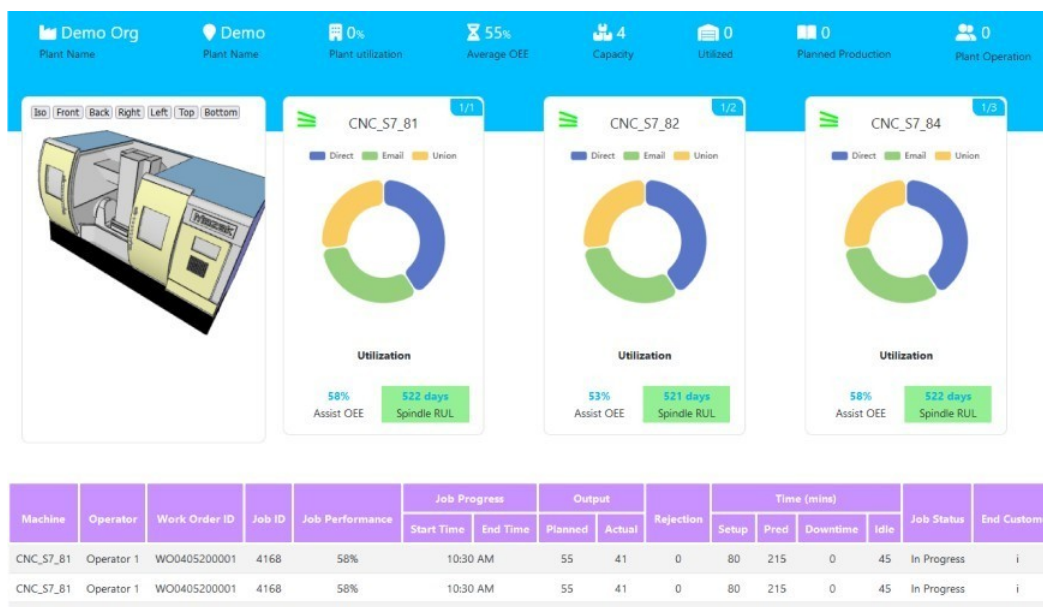 Demo Org
Plant Name
Demo
Plant Name
0%
Plant utilization
55%
Average OEE
4
Capacity
0
Utilized
0
Planned Production
0
Plant Operation
Iso Front Back Right Left Top Bottom
Mazak
1/1
CNC_S7_81
Direct Email Union
Utilization
58%
Assist OEE
522 days
Spindle RUL
1/2
CNC_S7_82
Direct Email Union
Utilization
53%
Assist OEE
521 days
Spindle RUL
1/3
CNC_S7_84
Direct Email Union
Utilization
58%
Assist OEE
522 days
Spindle RUL
Job Progress Output Time (mins)
Machine Operator Work Order ID Job ID Job Performance Rejection Job Status End Custom
Start Time End Time Planned Actual Setup Pred Downtime Idle
CNC_S7_81 Operator 1 WO0405200001 4168 58% 10:30 AM 55 41 0 80 215 0 45 In Progress i
CNC_S7_81 Operator 1 WO0405200001 4168 58% 10:30 AM 55 41 0 80 215 0 45 In Progress i